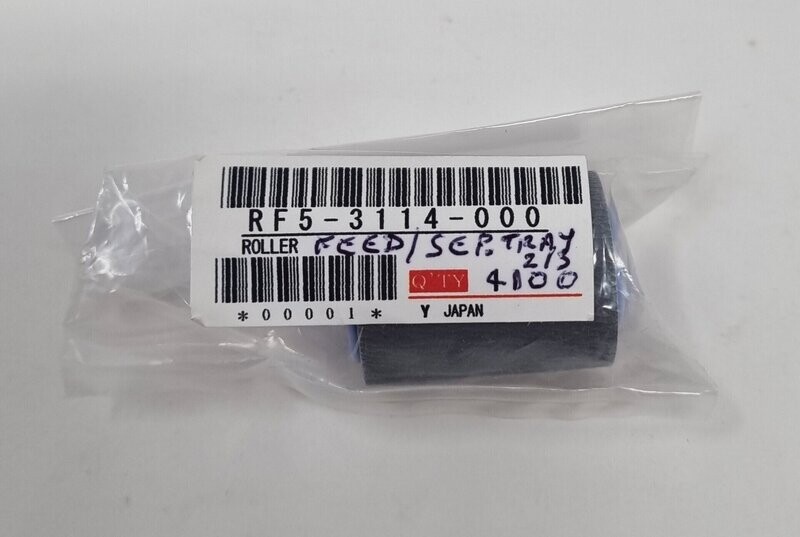 RF5-3114-000
ROLLER FEED/SEP. TRAY
2/3
Q'TY 4100
*00001* Y JAPAN